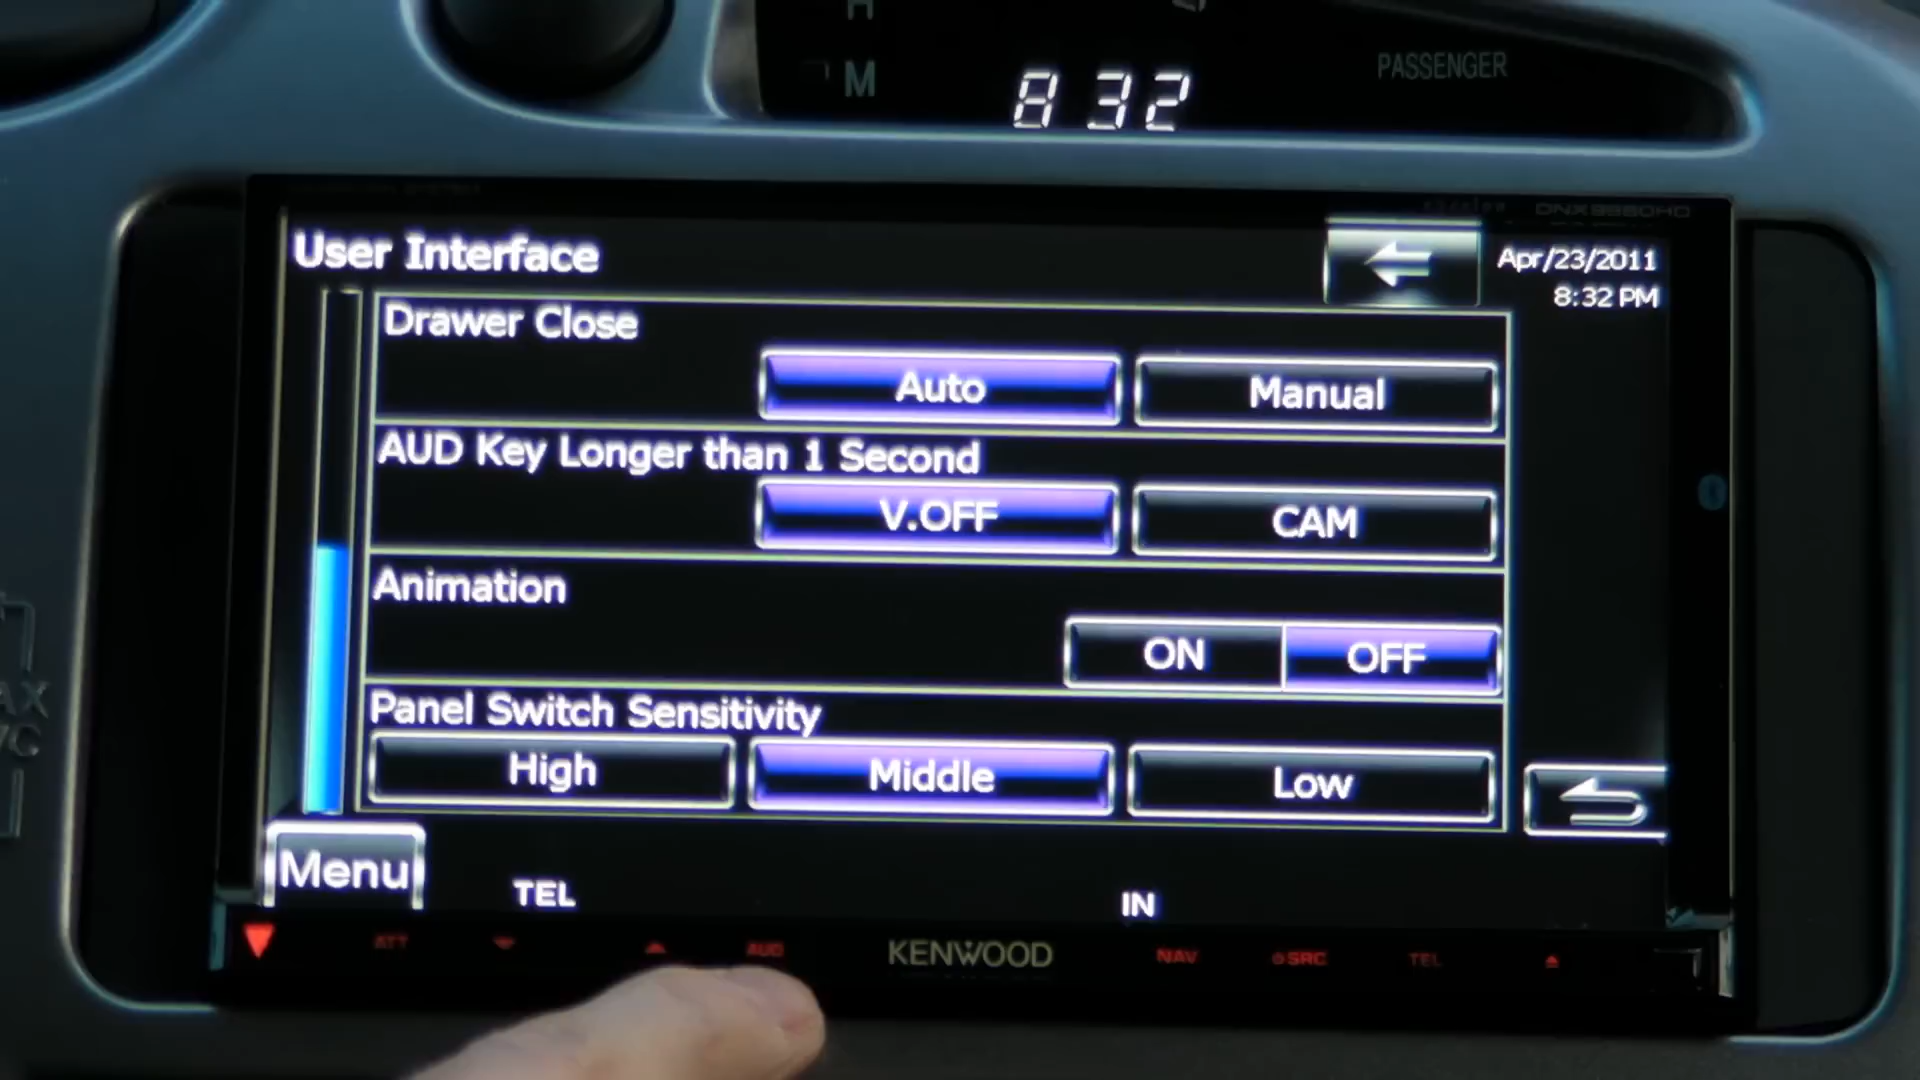 H
M
8 32
PASSENGER
DNX9980HD
User Interface
Apr/23/2011
8:32 PM
Drawer Close
Auto
Manual
AUD Key Longer than 1 Second
V.OFF
CAM
Animation
ON
OFF
Panel Switch Sensitivity
High
Middle
Low
Menu
TEL
IN
ATT
AUD
KENWOOD
NAV
SRC
TEL